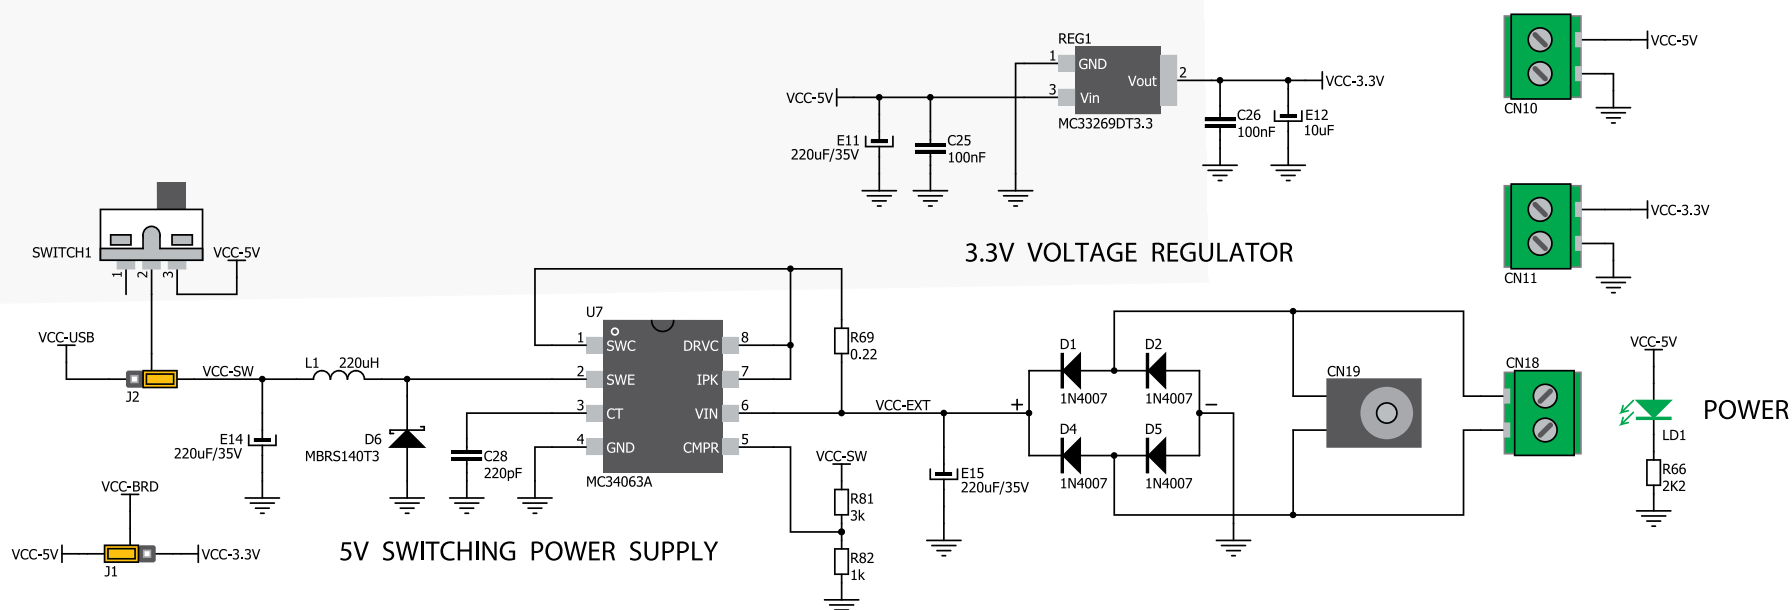 REG1
1
GND
Vout
2
3
Vin
MC33269DT3.3
VCC-5V
E11
220uF/35V
C25
100nF
C26
100nF
E12
10uF
VCC-3.3V
3.3V VOLTAGE REGULATOR
VCC-5V
CN10
VCC-3.3V
CN11
SWITCH1
1
2
3
VCC-5V
VCC-USB
J2
VCC-SW
L1
220uH
E14
220uF/35V
D6
MBRS140T3
C28
220pF
U7
1
SWC
2
SWE
3
CT
4
GND
DRVC
8
IPK
7
VIN
6
CMPR
5
MC34063A
R69
0.22
VCC-SW
R81
3k
R82
1k
VCC-EXT
E15
220uF/35V
+
–
D1
1N4007
D2
1N4007
D4
1N4007
D5
1N4007
CN19
CN18
VCC-5V
LD1
POWER
R66
2K2
VCC-BRD
VCC-5V
J1
VCC-3.3V
5V SWITCHING POWER SUPPLY